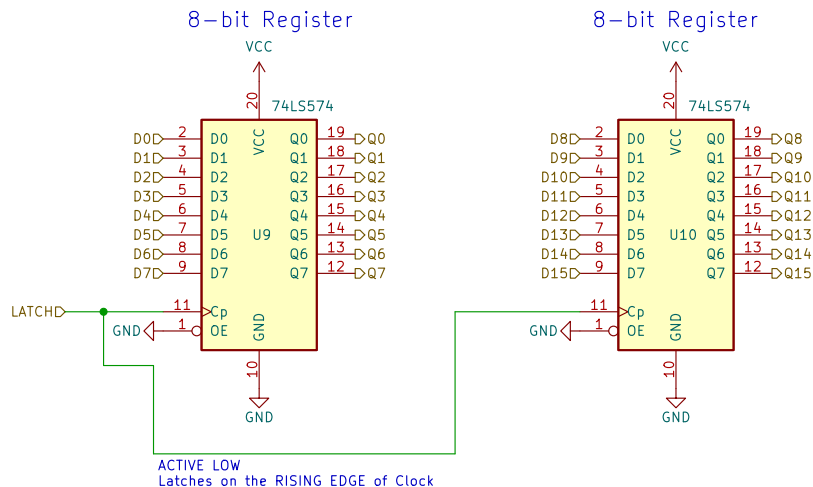 8-bit Register 8-bit Register
VCC VCC
20 74LS574 20 74LS574
D0 2 D0 VCC Q0 19 Q0 D8 2 D0 VCC Q0 19 Q8
D1 3 D1 Q1 18 Q1 D9 3 D1 Q1 18 Q9
D2 4 D2 Q2 17 Q2 D10 4 D2 Q2 17 Q10
D3 5 D3 Q3 16 Q3 D11 5 D3 Q3 16 Q11
D4 6 D4 Q4 15 Q4 D12 6 D4 Q4 15 Q12
D5 7 D5 U9 Q5 14 Q5 D13 7 D5 U10 Q5 14 Q13
D6 8 D6 Q6 13 Q6 D14 8 D6 Q6 13 Q14
D7 9 D7 Q7 12 Q7 D15 9 D7 Q7 12 Q15
LATCH 11 Cp 11 Cp
GND 1 OE GND GND 1 OE GND
10 10
GND GND
ACTIVE LOW
Latches on the RISING EDGE of Clock